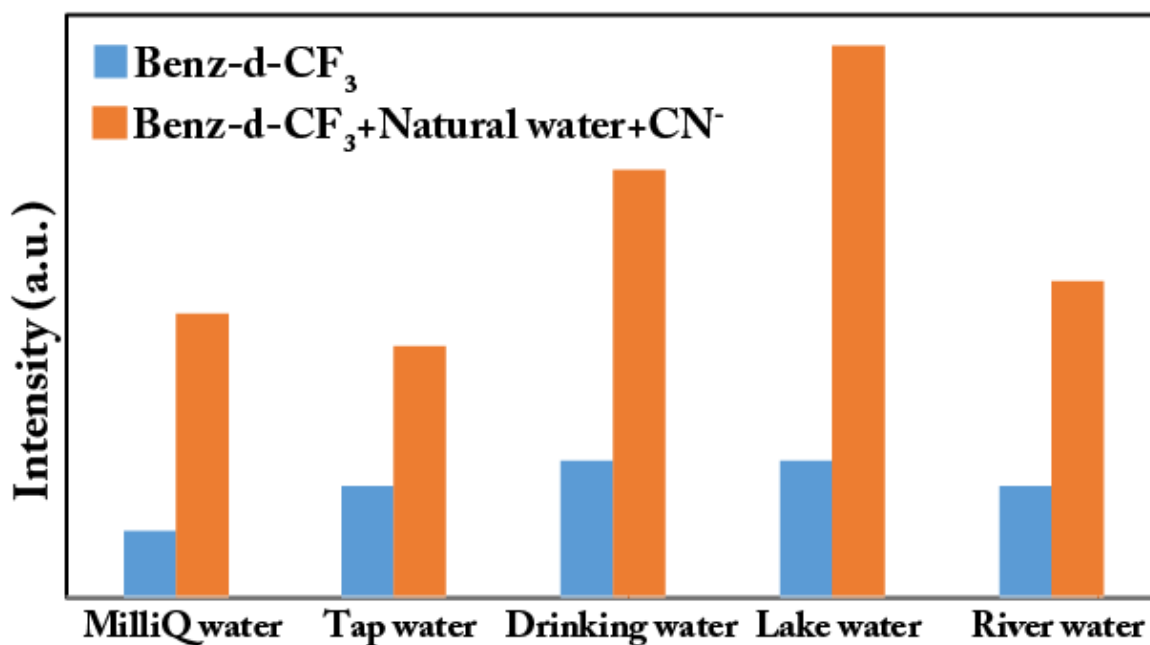 Benz-d-CF₃
Benz-d-CF₃+Natural water+CN⁻
Intensity (a.u.)
MilliQ water Tap water Drinking water Lake water River water